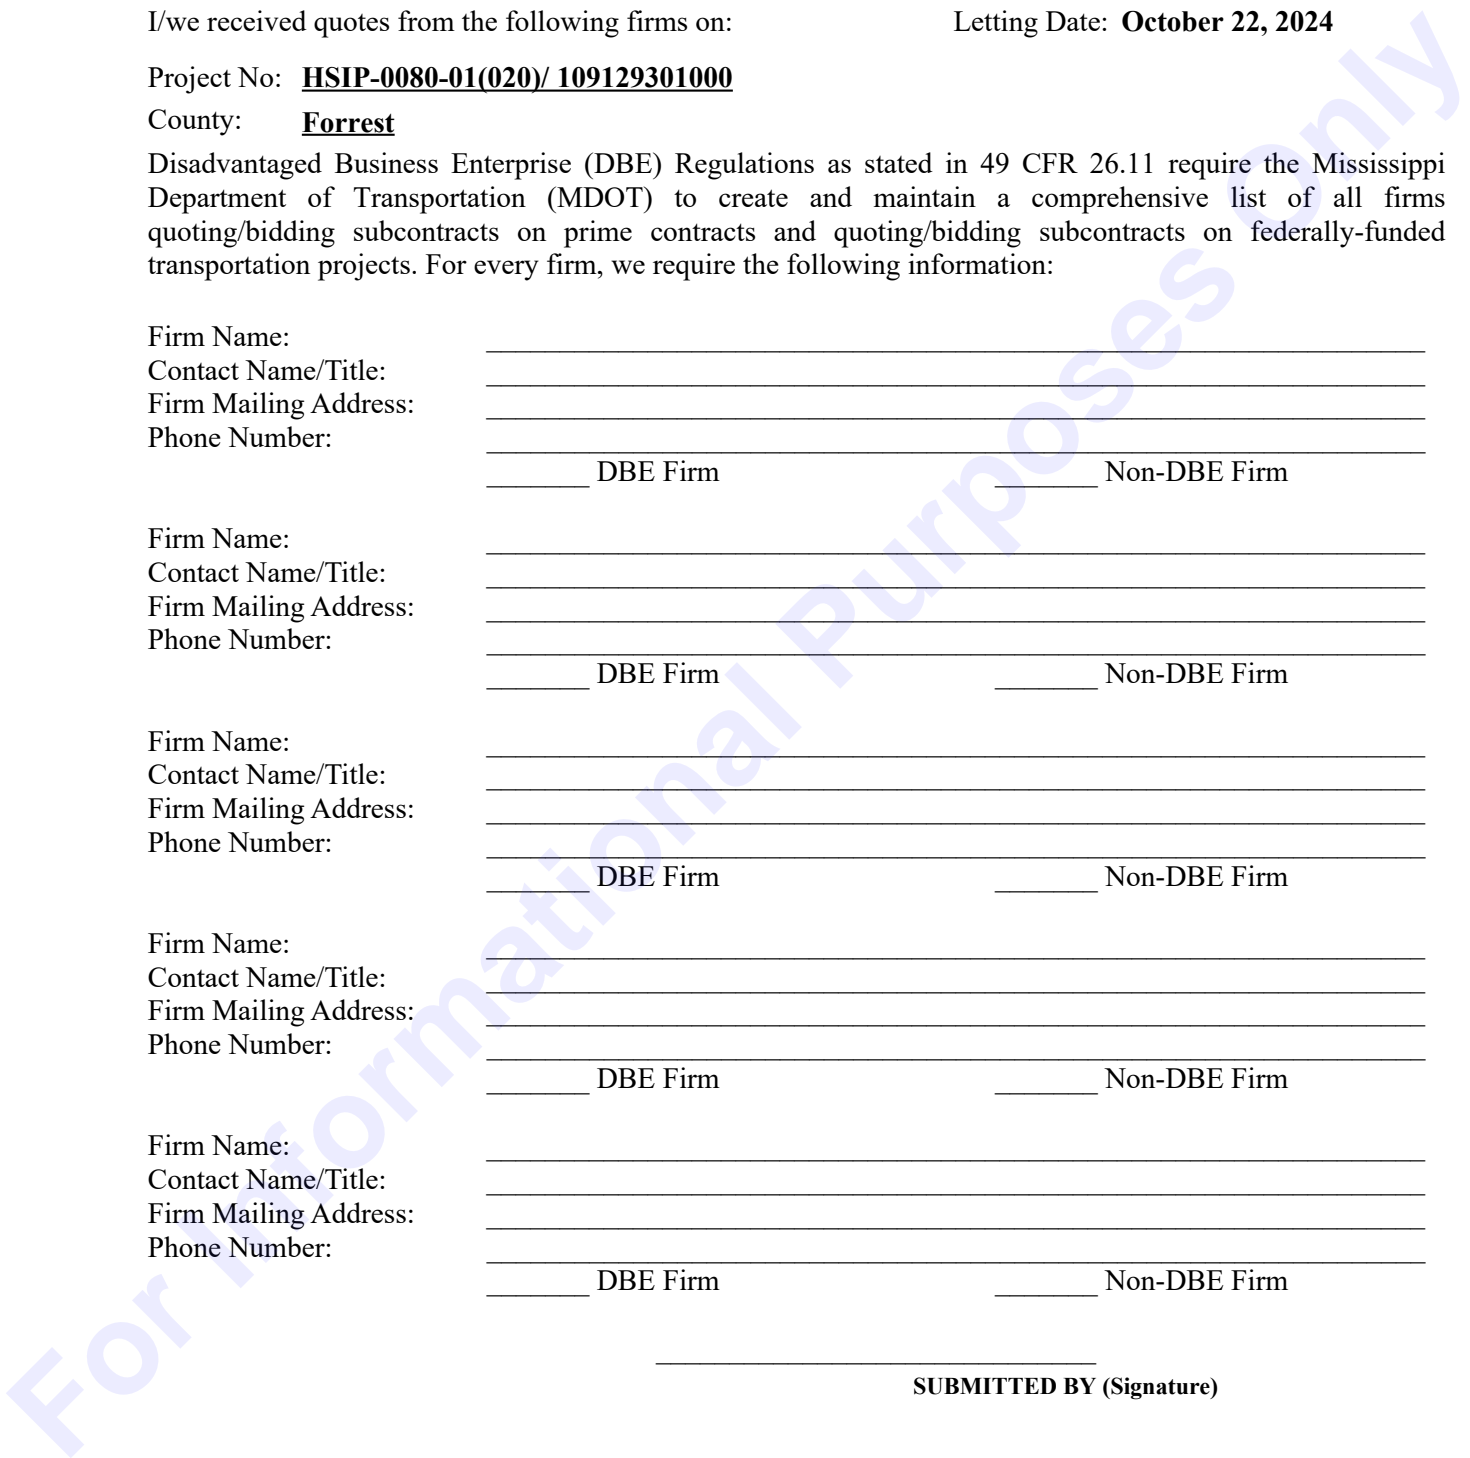 I/we received quotes from the following firms on: Letting Date: October 22, 2024
Project No: HSIP-0080-01(020)/ 109129301000
County: Forrest
Disadvantaged Business Enterprise (DBE) Regulations as stated in 49 CFR 26.11 require the Mississippi
Department of Transportation (MDOT) to create and maintain a comprehensive list of all firms
quoting/bidding subcontracts on prime contracts and quoting/bidding subcontracts on federally-funded
transportation projects. For every firm, we require the following information:
Firm Name:
Contact Name/Title:
Firm Mailing Address:
Phone Number:
DBE Firm Non-DBE Firm
Firm Name:
Contact Name/Title:
Firm Mailing Address:
Phone Number:
DBE Firm Non-DBE Firm
Firm Name:
Contact Name/Title:
Firm Mailing Address:
Phone Number:
DBE Firm Non-DBE Firm
Firm Name:
Contact Name/Title:
Firm Mailing Address:
Phone Number:
DBE Firm Non-DBE Firm
Firm Name:
Contact Name/Title:
Firm Mailing Address:
Phone Number:
DBE Firm Non-DBE Firm
SUBMITTED BY (Signature)
For Informational Purposes Only